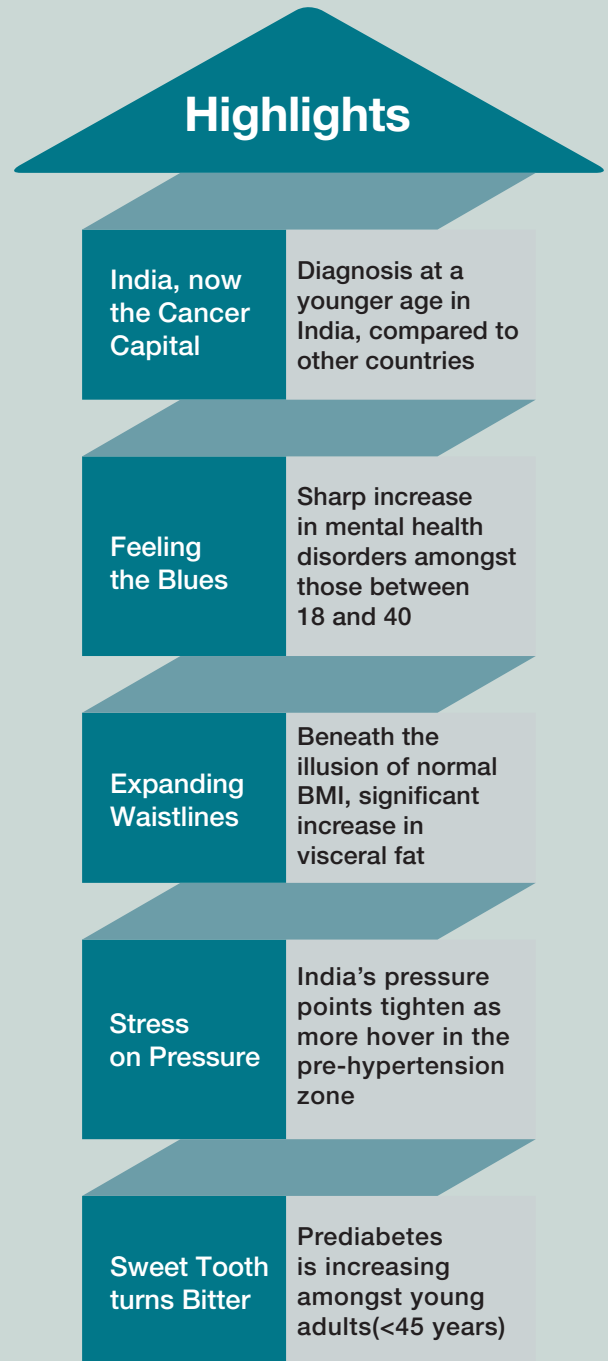 Highlights
India, now
the Cancer
Capital
Diagnosis at a
younger age in
India, compared to
other countries
Feeling
the Blues
Sharp increase
in mental health
disorders amongst
those between
18 and 40
Expanding
Waistlines
Beneath the
illusion of normal
BMI, significant
increase in
visceral fat
Stress
on Pressure
India’s pressure
points tighten as
more hover in the
pre-hypertension
zone
Sweet Tooth
turns Bitter
Prediabetes
is increasing
amongst young
adults(<45 years)